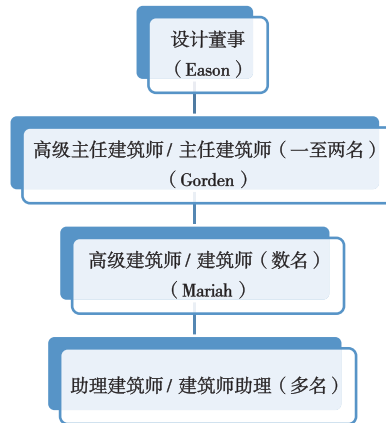 设计董事
（Eason）
高级主任建筑师/主任建筑师（一至两名）
（Gorden）
高级建筑师/建筑师（数名）
（Mariah）
助理建筑师/建筑师助理（多名）